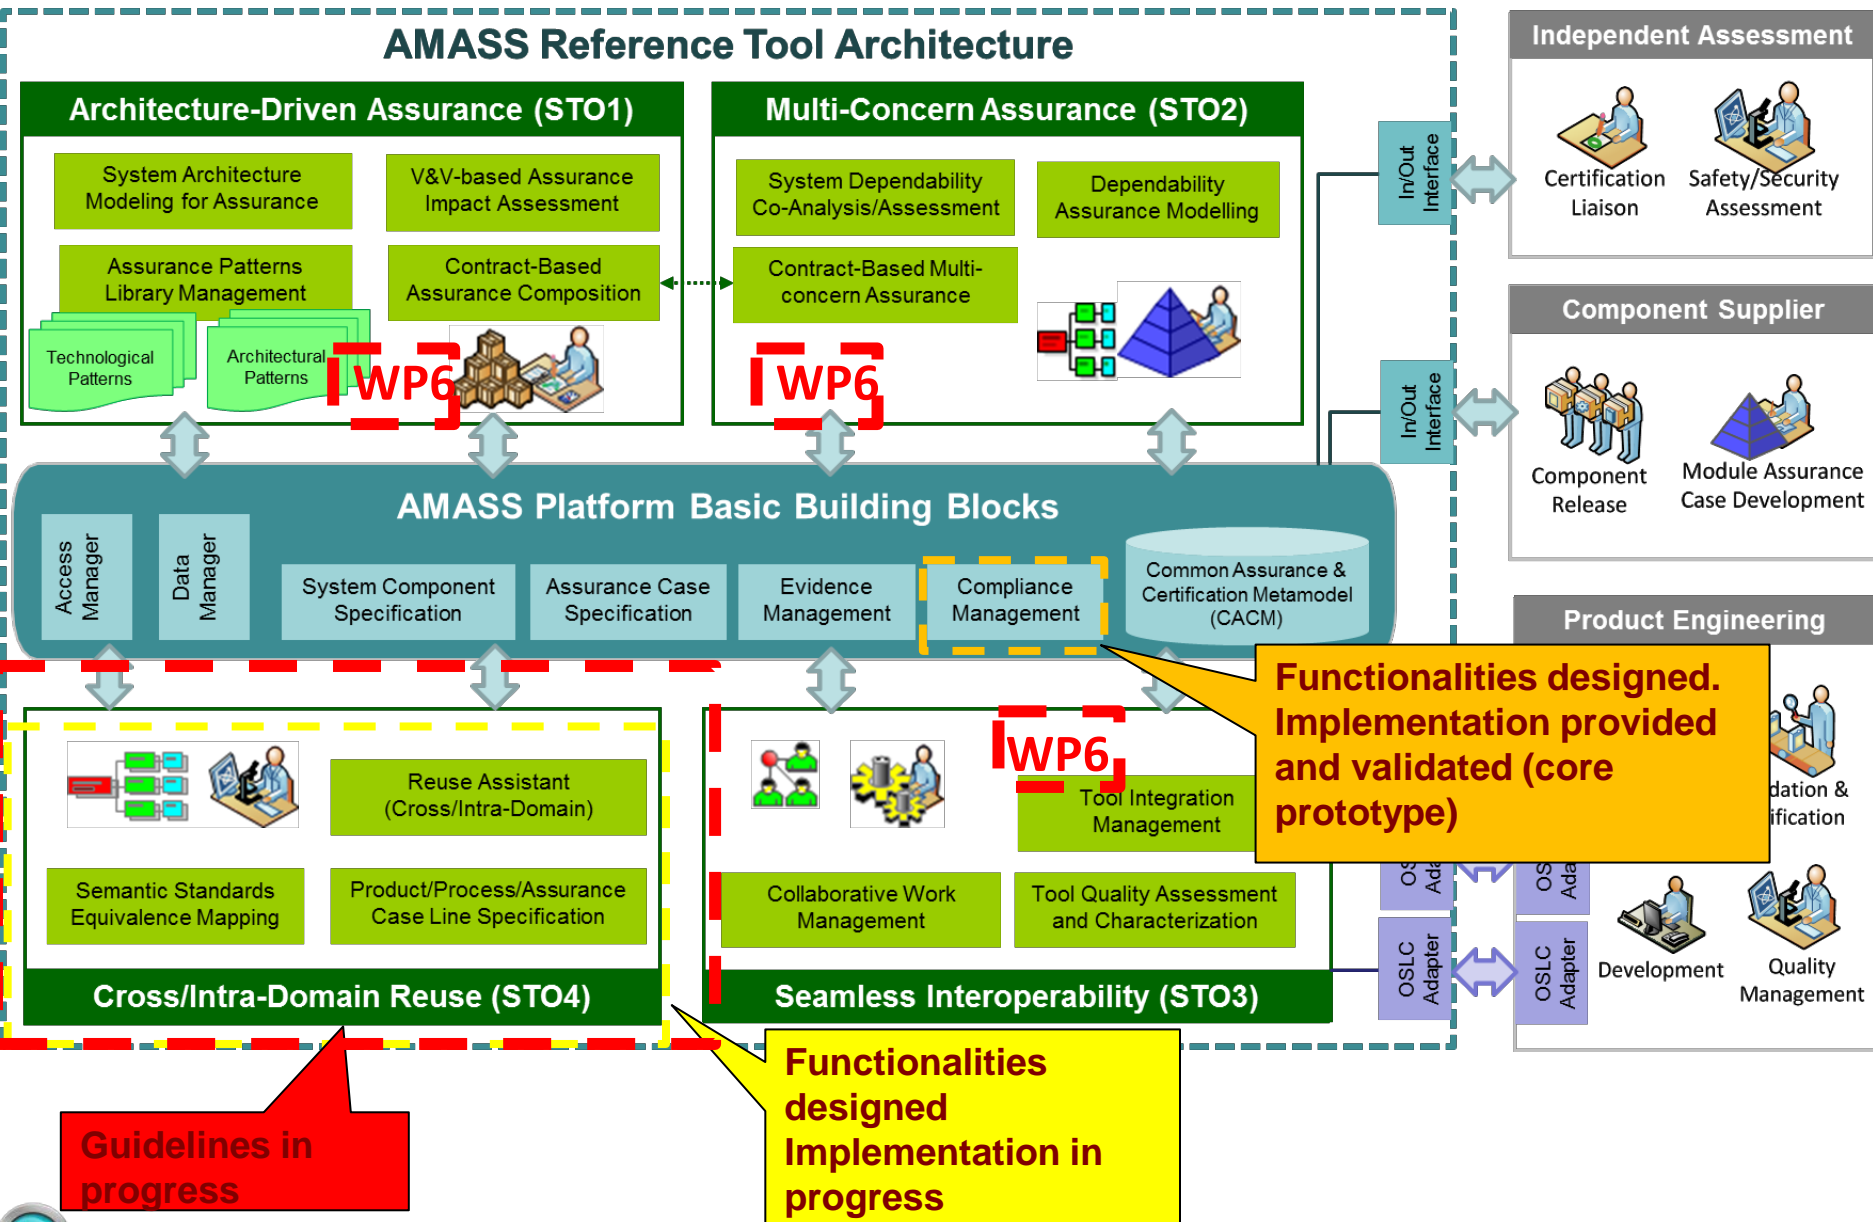 AMASS Reference Tool Architecture
Architecture-Driven Assurance (STO1)
System Architecture
Modeling for Assurance
V&V-based Assurance
Impact Assessment
Assurance Patterns
Library Management
Contract-Based
Assurance Composition
Technological
Patterns
Architectural
Patterns
WP6
Multi-Concern Assurance (STO2)
System Dependability
Co-Analysis/Assessment
Dependability
Assurance Modelling
Contract-Based Multi-
concern Assurance
WP6
In/Out
Interface
In/Out
Interface
Independent Assessment
Certification
Liaison
Safety/Security
Assessment
Component Supplier
Component
Release
Module Assurance
Case Development
AMASS Platform Basic Building Blocks
Access
Manager
Data
Manager
System Component
Specification
Assurance Case
Specification
Evidence
Management
Compliance
Management
Common Assurance &
Certification Metamodel
(CACM)
Product Engineering
Functionalities designed.
Implementation provided
and validated (core
prototype)
Reuse Assistant
(Cross/Intra-Domain)
Semantic Standards
Equivalence Mapping
Product/Process/Assurance
Case Line Specification
Cross/Intra-Domain Reuse (STO4)
WP6
Tool Integration
Management
Collaborative Work
Management
Tool Quality Assessment
and Characterization
Seamless Interoperability (STO3)
OSLC
Adapter
OSLC
Adapter
Development
Quality
Management
Guidelines in
progress
Functionalities
designed
Implementation in
progress